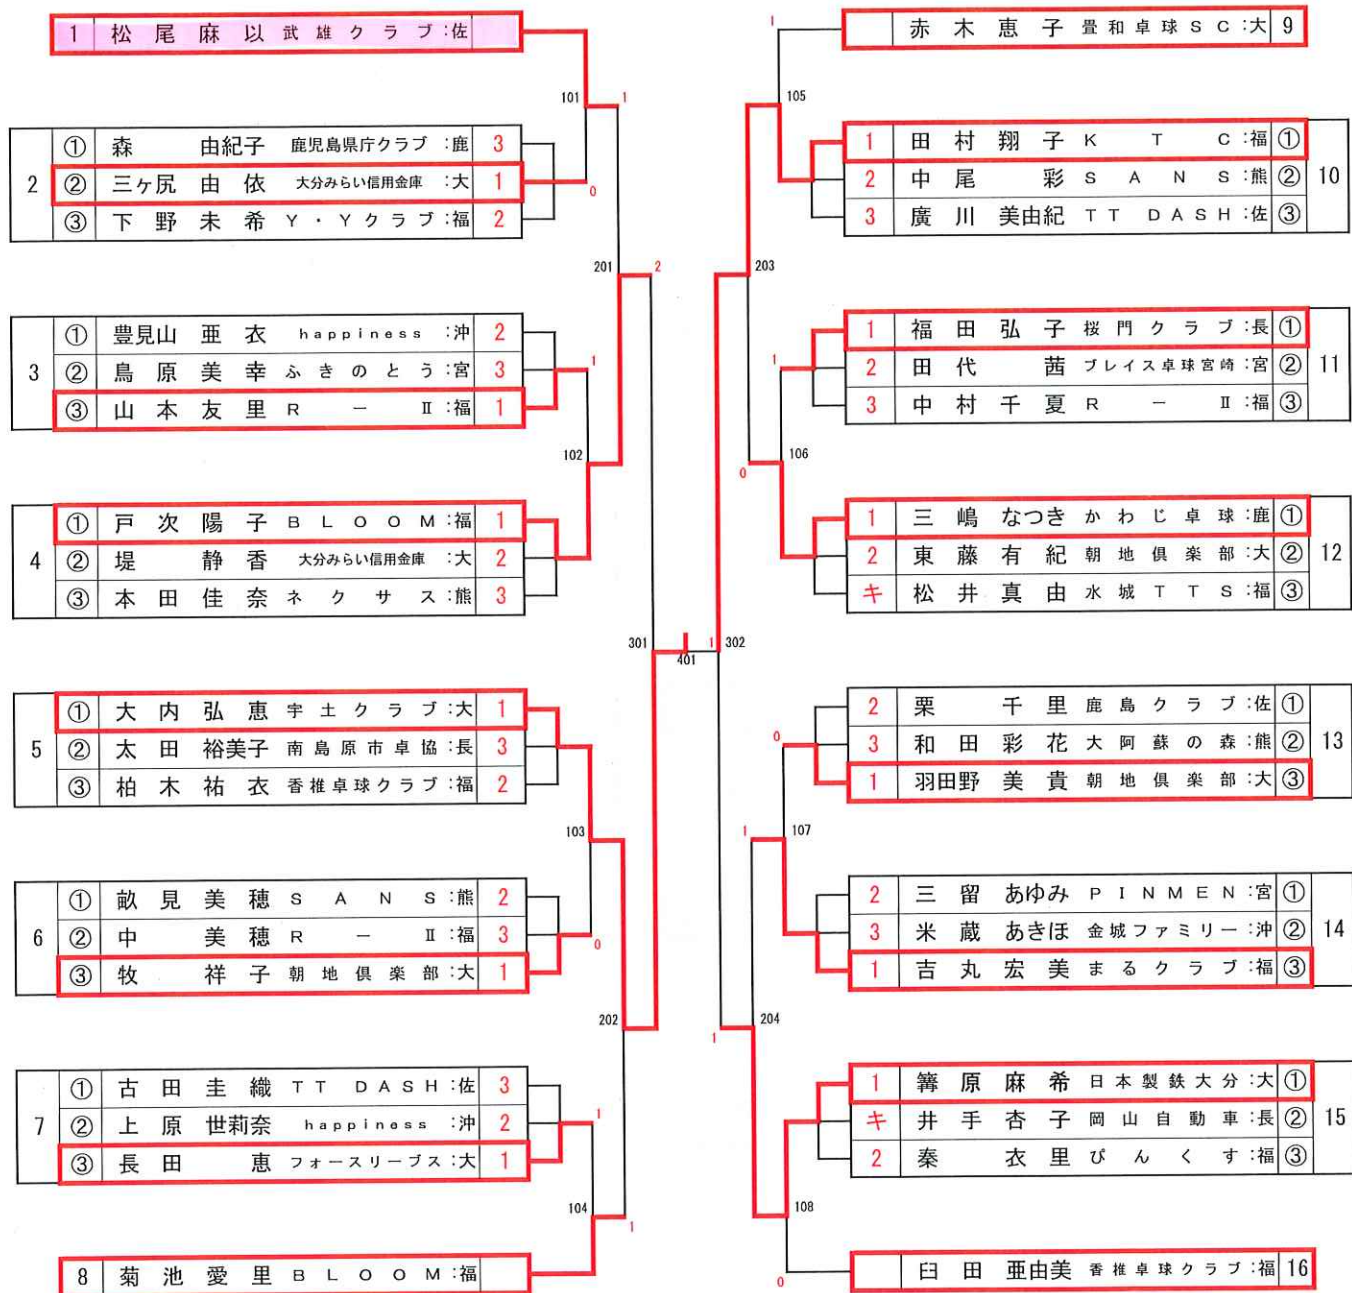 1 松尾麻以 武雄クラブ:佐
101
1
2
① 森 由紀子 鹿児島県庁クラブ:鹿 3
② 三ヶ尻由依 大分みらい信用金庫:大 1
③ 下野未希 Y・Yクラブ:福 2
0
201
2
3
① 豊見山亜衣 happiness:沖 2
② 鳥原美幸 ふきのとう:宮 3
③ 山本友里 R－Ⅱ:福 1
1
102
4
① 戸次陽子 BLOOM:福 1
② 堤 静香 大分みらい信用金庫:大 2
③ 本田佳奈 ネクサス:熊 3
301
5
① 大内弘恵 宇土クラブ:大 1
② 太田裕美子 南島原市卓協:長 3
③ 柏木祐衣 香椎卓球クラブ:福 2
103
6
① 畝見美穂 SANS:熊 2
② 中 美穂 R－Ⅱ:福 3
③ 牧 祥子 朝地倶楽部:大 1
0
202
7
① 古田圭織 TT DASH:佐 3
② 上原世莉奈 happiness:沖 2
③ 長田 恵 フォースリーブス:大 1
1
104
1
8 菊池愛里 BLOOM:福
401
1
赤木恵子 畳和卓球SC:大 9
105
1 田村翔子 KTC:福 ①
2 中尾 彩 SANS:熊 ②
3 廣川美由紀 TT DASH:佐 ③
10
203
1 福田弘子 桜門クラブ:長 ①
2 田代 茜 ブレイス卓球宮崎:宮 ②
3 中村千夏 R－Ⅱ:福 ③
11
1
106
0
1 三嶋なつき かわじ卓球:鹿 ①
2 東藤有紀 朝地倶楽部:大 ②
キ 松井真由 水城TTS:福 ③
12
1
302
2 栗 千里 鹿島クラブ:佐 ①
3 和田彩花 大阿蘇の森:熊 ②
1 羽田野美貴 朝地倶楽部:大 ③
13
0
107
1
2 三留あゆみ PINMEN:宮 ①
3 米蔵あきほ 金城ファミリー:沖 ②
1 吉丸宏美 まるクラブ:福 ③
14
204
1
1 篝原麻希 日本製鉄大分:大 ①
キ 井手杏子 岡山自動車:長 ②
2 秦 衣里 ぴんくす:福 ③
15
108
0
臼田亜由美 香椎卓球クラブ:福 16